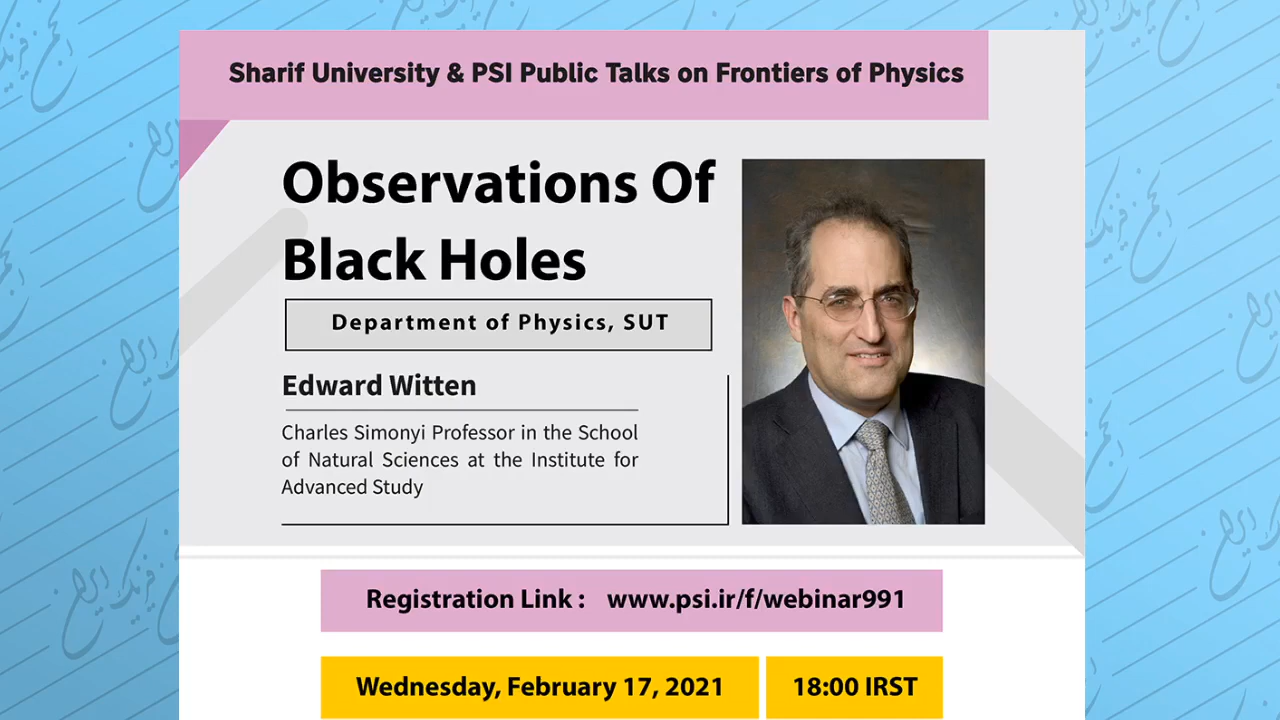 Sharif University & PSI Public Talks on Frontiers of Physics
Observations Of
Black Holes
Department of Physics, SUT
Edward Witten
Charles Simonyi Professor in the School
of Natural Sciences at the Institute for
Advanced Study
Registration Link : www.psi.ir/f/webinar991
Wednesday, February 17, 2021
18:00 IRST